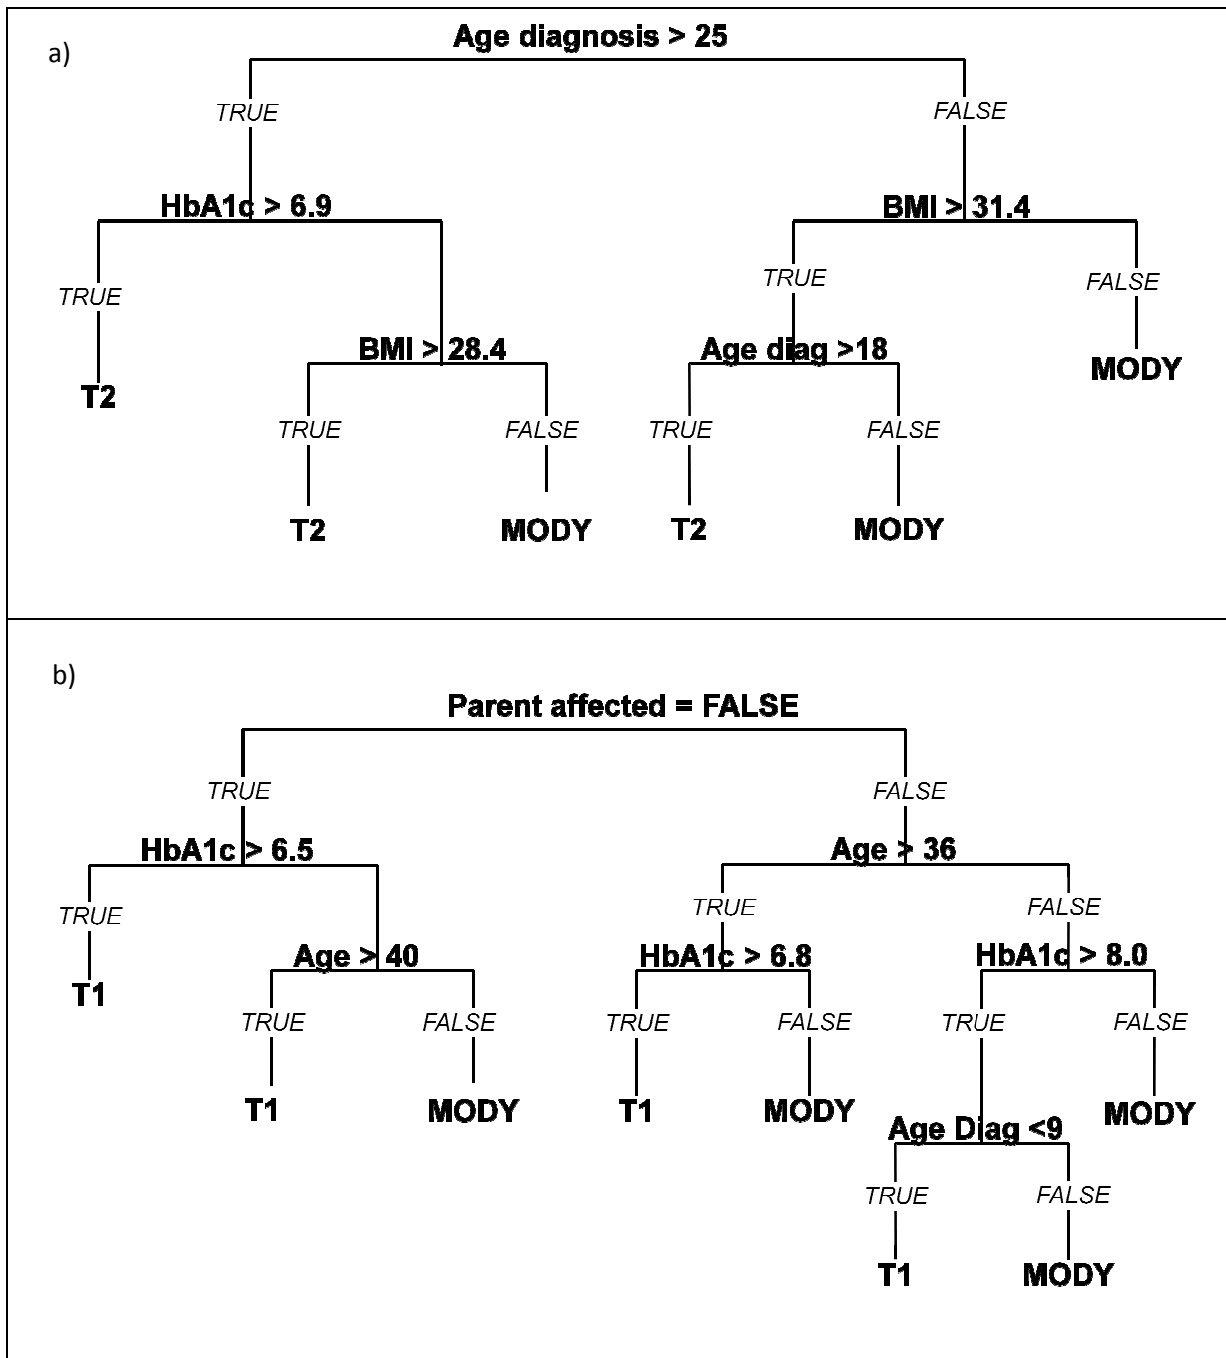 a)
Age diagnosis > 25
TRUE
FALSE
HbA1c > 6.9
BMI > 31.4
TRUE
TRUE
FALSE
BMI > 28.4
Age diag >18
MODY
T2
TRUE
FALSE
TRUE
FALSE
T2
MODY
T2
MODY
b)
Parent affected = FALSE
TRUE
FALSE
HbA1c > 6.5
Age > 36
TRUE
TRUE
FALSE
Age > 40
HbA1c > 6.8
HbA1c > 8.0
T1
TRUE
FALSE
TRUE
FALSE
TRUE
FALSE
T1
MODY
T1
MODY
MODY
Age Diag <9
TRUE
FALSE
T1
MODY